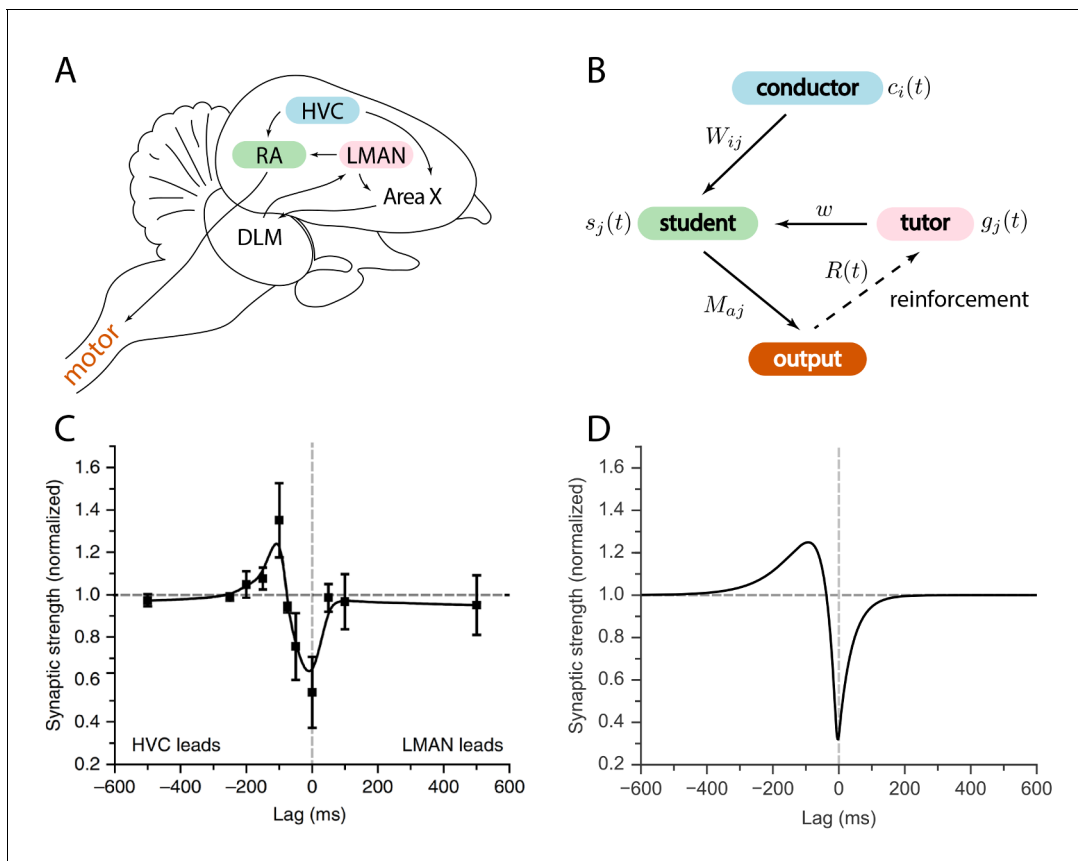 A
HVC
RA
LMAN
Area X
DLM
motor
B
conductor c_i(t)
W_ij
s_j(t) student
w
tutor g_j(t)
R(t)
reinforcement
M_aj
output
C
Synaptic strength (normalized)
1.6
1.4
1.2
1.0
0.8
0.6
0.4
0.2
HVC leads
LMAN leads
−600 −400 −200 0 200 400 600
Lag (ms)
D
Synaptic strength (normalized)
1.6
1.4
1.2
1.0
0.8
0.6
0.4
0.2
−600 −400 −200 0 200 400 600
Lag (ms)